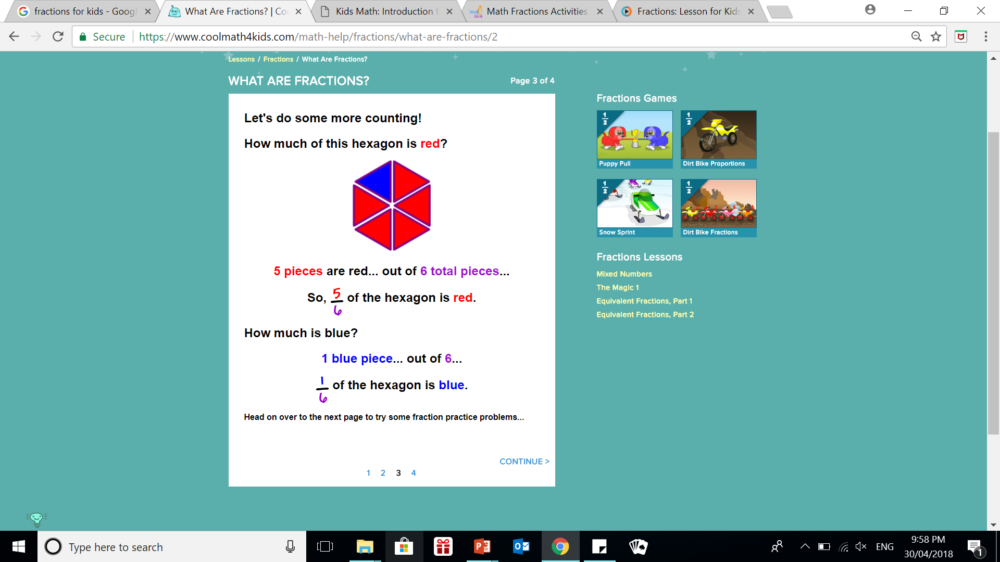 fractions for kids - Googl
What Are Fractions? | Coo
Kids Math: Introduction t
Math Fractions Activities
Fractions: Lesson for Kids
Secure
https://www.coolmath4kids.com/math-help/fractions/what-are-fractions/2
Lessons / Fractions / What Are Fractions?
WHAT ARE FRACTIONS?
Page 3 of 4
Let's do some more counting!
How much of this hexagon is red?
5 pieces are red... out of 6 total pieces...
So, 5/6 of the hexagon is red.
How much is blue?
1 blue piece... out of 6...
1/6 of the hexagon is blue.
Head on over to the next page to try some fraction practice problems...
CONTINUE >
1 2 3 4
Fractions Games
1/2
Puppy Pull
1/2
Dirt Bike Proportions
1/2
Snow Sprint
1/2
Dirt Bike Fractions
Fractions Lessons
Mixed Numbers
The Magic 1
Equivalent Fractions, Part 1
Equivalent Fractions, Part 2
Type here to search
ENG
9:58 PM
30/04/2018
1